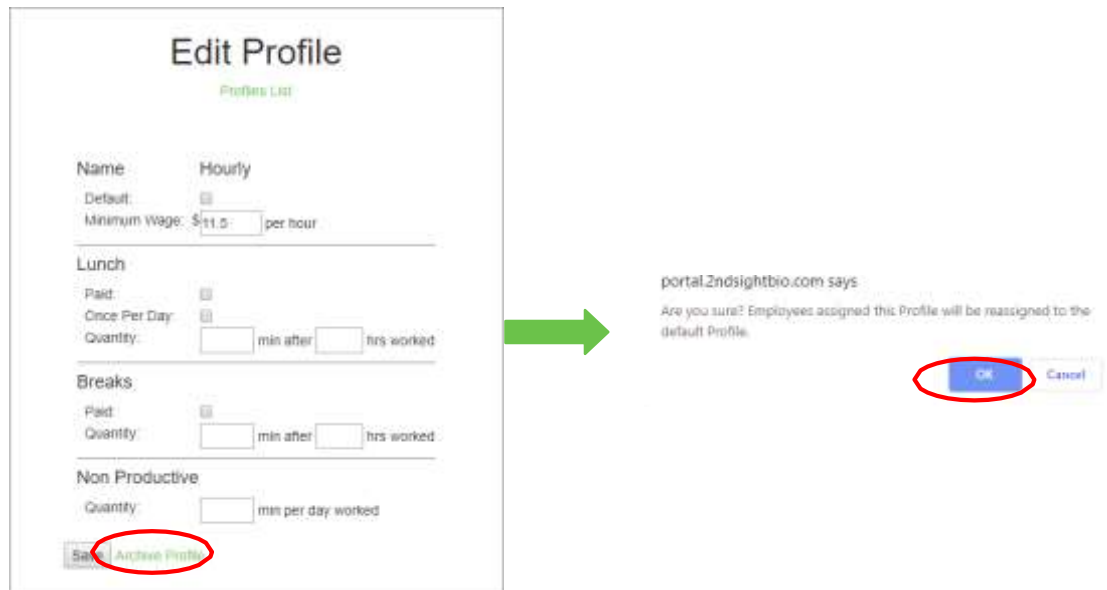 Edit Profile
Profiles List
Name Hourly
Default:
Minimum Wage: $ 11.5 per hour
Lunch
Paid:
Once Per Day:
Quantity: min after hrs worked
Breaks
Paid:
Quantity: min after hrs worked
Non Productive
Quantity: min per day worked
Save Archive Profile
portal.2ndsightbio.com says
Are you sure? Employees assigned this Profile will be reassigned to the
default Profile.
OK Cancel